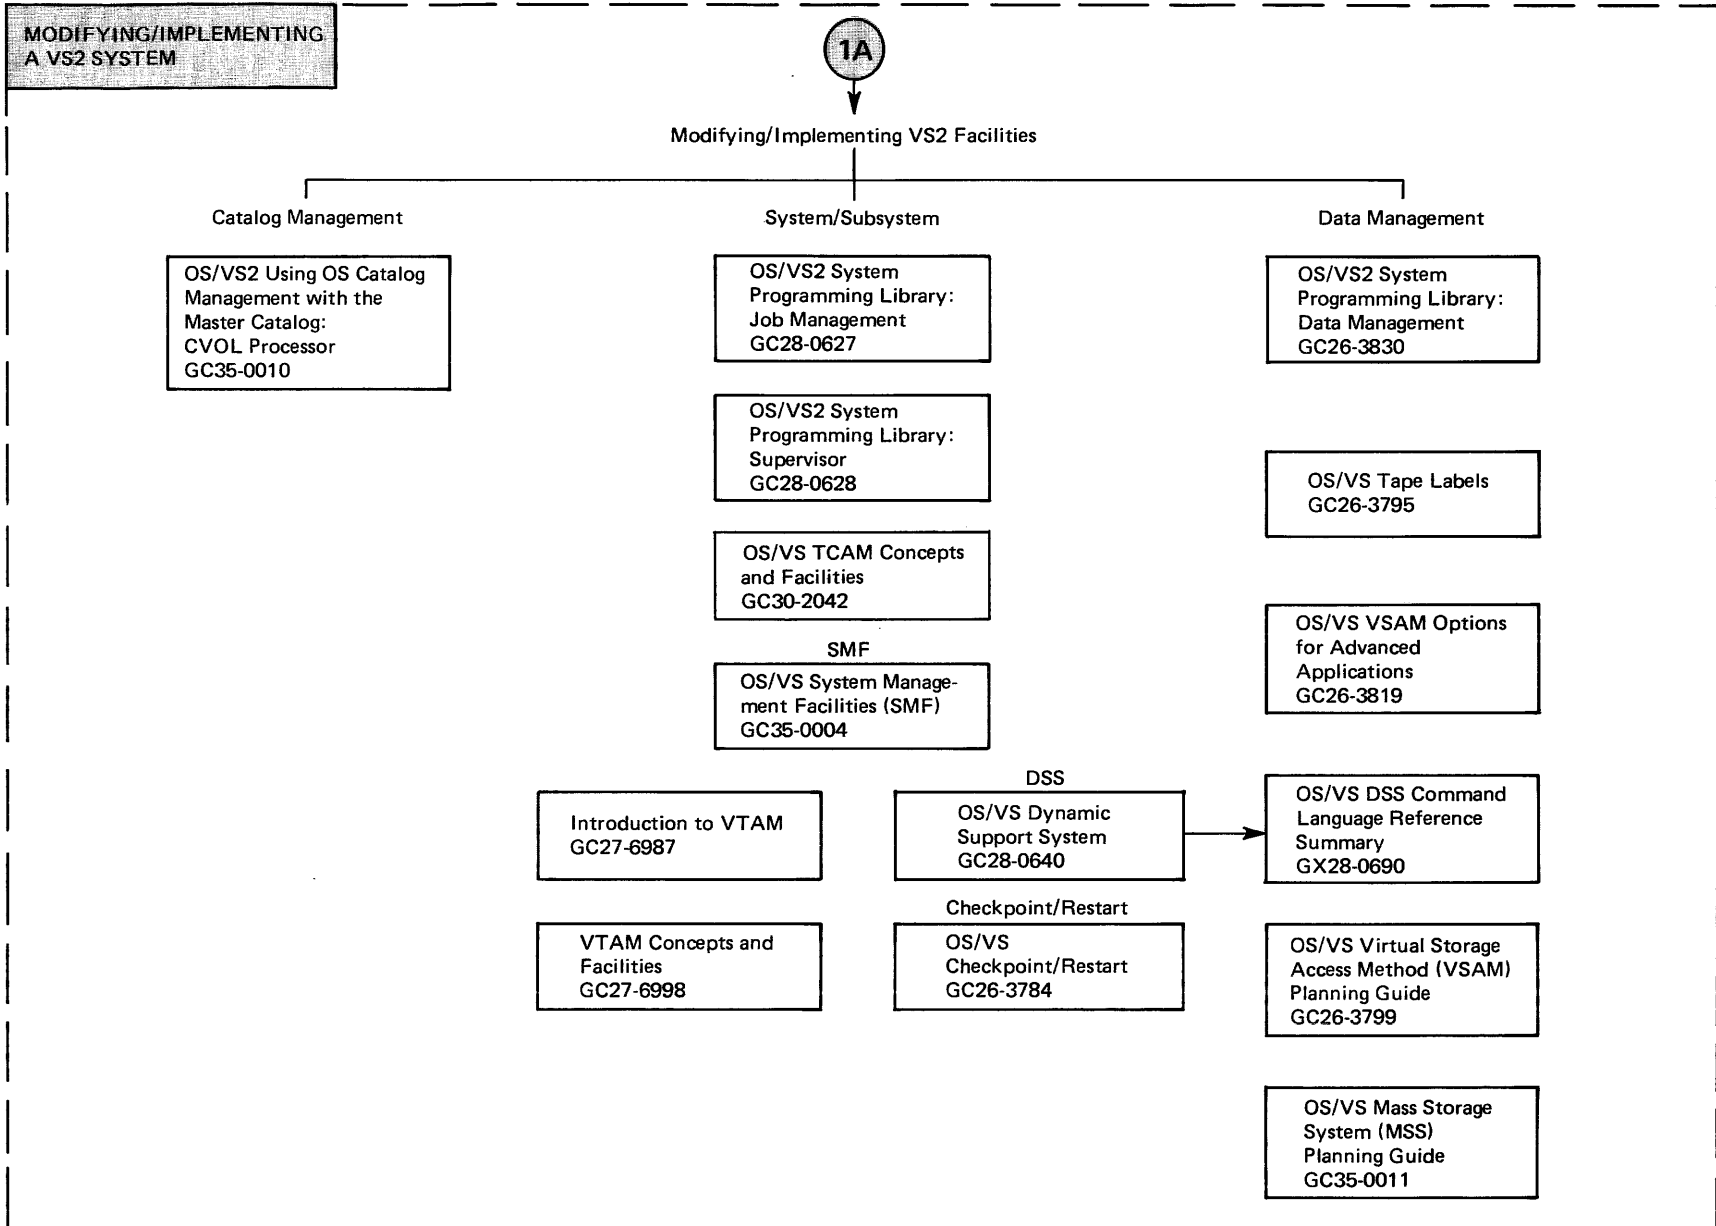 MODIFYING/IMPLEMENTING
A VS2 SYSTEM
1A
Modifying/Implementing VS2 Facilities
Catalog Management
OS/VS2 Using OS Catalog
Management with the
Master Catalog:
CVOL Processor
GC35-0010
System/Subsystem
OS/VS2 System
Programming Library:
Job Management
GC28-0627
OS/VS2 System
Programming Library:
Supervisor
GC28-0628
OS/VS TCAM Concepts
and Facilities
GC30-2042
SMF
OS/VS System Manage-
ment Facilities (SMF)
GC35-0004
Introduction to VTAM
GC27-6987
VTAM Concepts and
Facilities
GC27-6998
DSS
OS/VS Dynamic
Support System
GC28-0640
Checkpoint/Restart
OS/VS
Checkpoint/Restart
GC26-3784
Data Management
OS/VS2 System
Programming Library:
Data Management
GC26-3830
OS/VS Tape Labels
GC26-3795
OS/VS VSAM Options
for Advanced
Applications
GC26-3819
OS/VS DSS Command
Language Reference
Summary
GX28-0690
OS/VS Virtual Storage
Access Method (VSAM)
Planning Guide
GC26-3799
OS/VS Mass Storage
System (MSS)
Planning Guide
GC35-0011